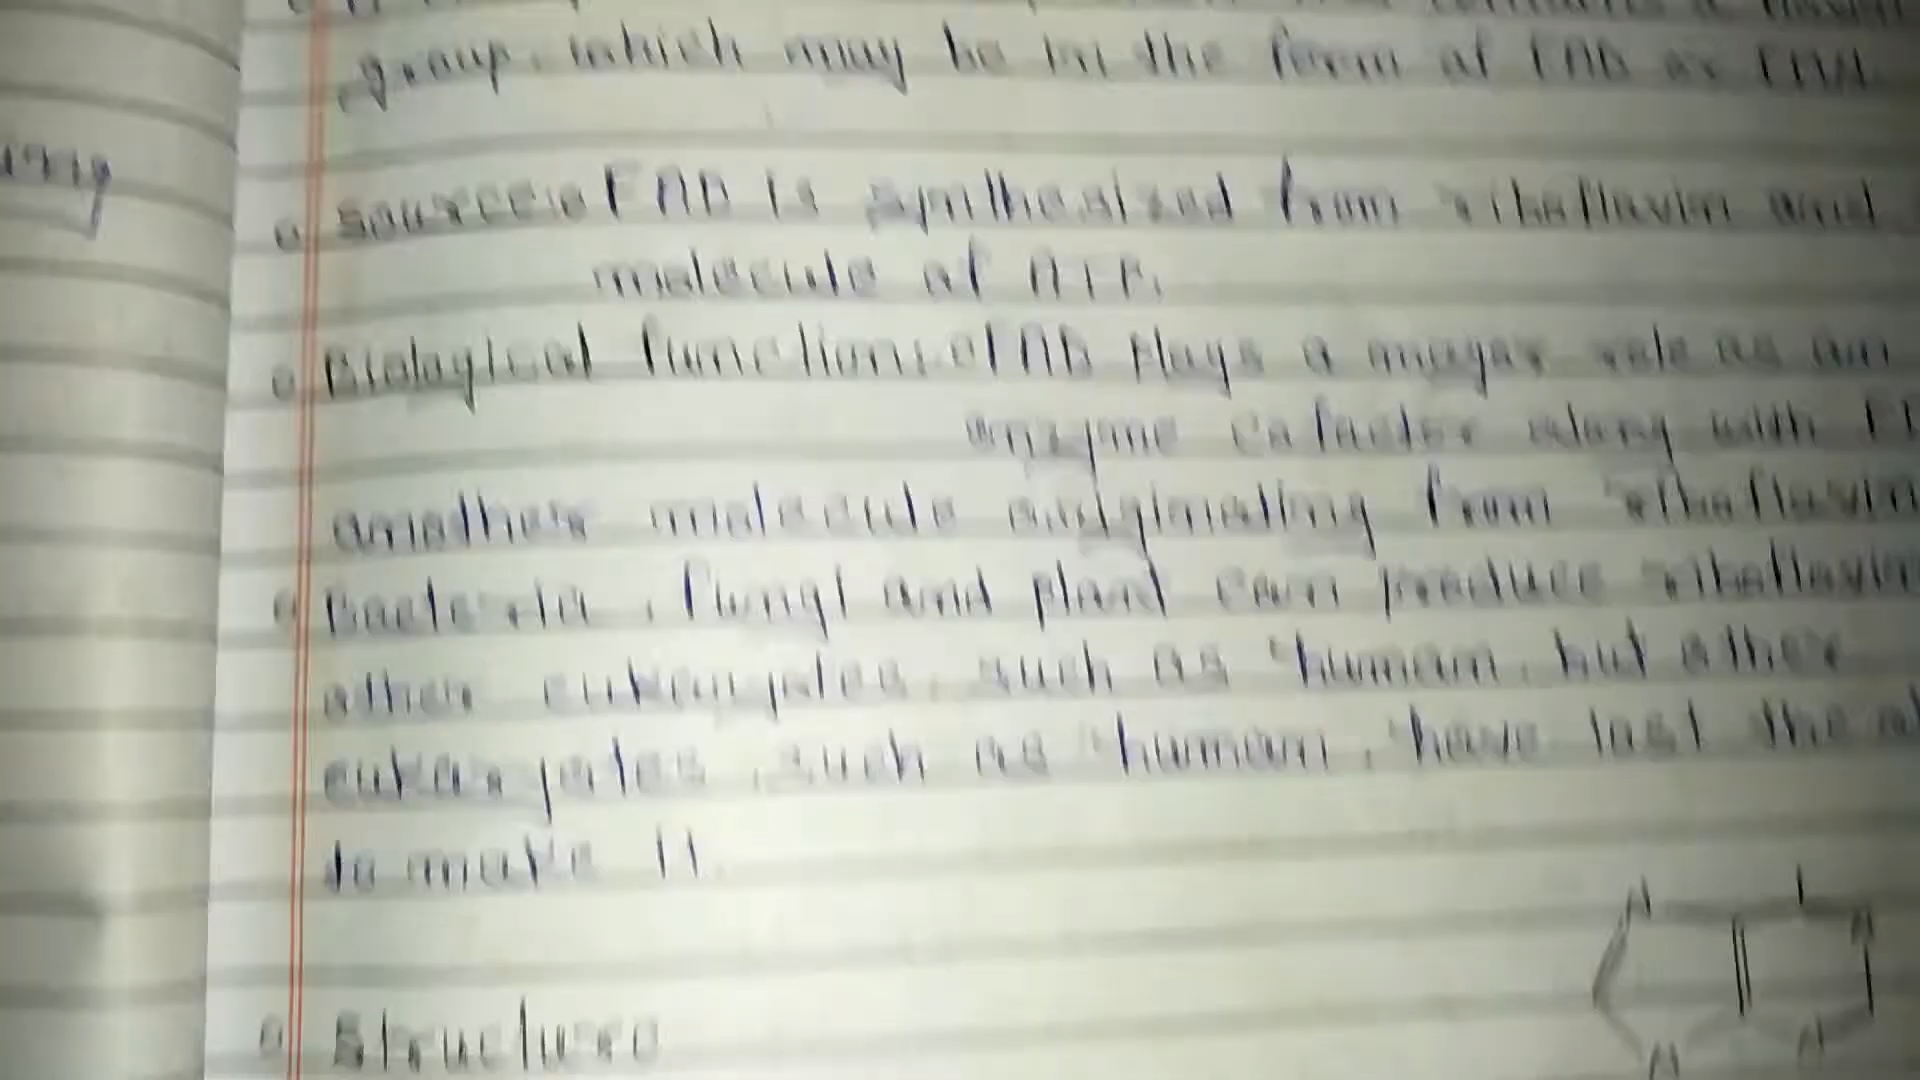 contains a flavin
group, which may be in the form of FAD or FMN
source:- FAD is synthesized from riboflavin and
molecule of ATP.
Biological function:- FAD plays a mager role as an
enzyme cofactor along with
another molecule originating from riboflavin
Bacteria, fungi and plant can produce riboflavin
other eukaryotes, such as human, but other
eukaryotes, such as human, have lost the
to make it.
Structure
N
N
N
N